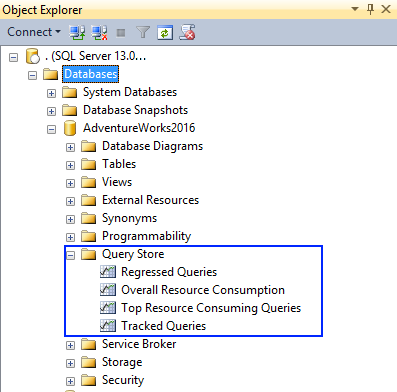 Object Explorer
Connect
. (SQL Server 13.0...
Databases
System Databases
Database Snapshots
AdventureWorks2016
Database Diagrams
Tables
Views
External Resources
Synonyms
Programmability
Query Store
Regressed Queries
Overall Resource Consumption
Top Resource Consuming Queries
Tracked Queries
Service Broker
Storage
Security